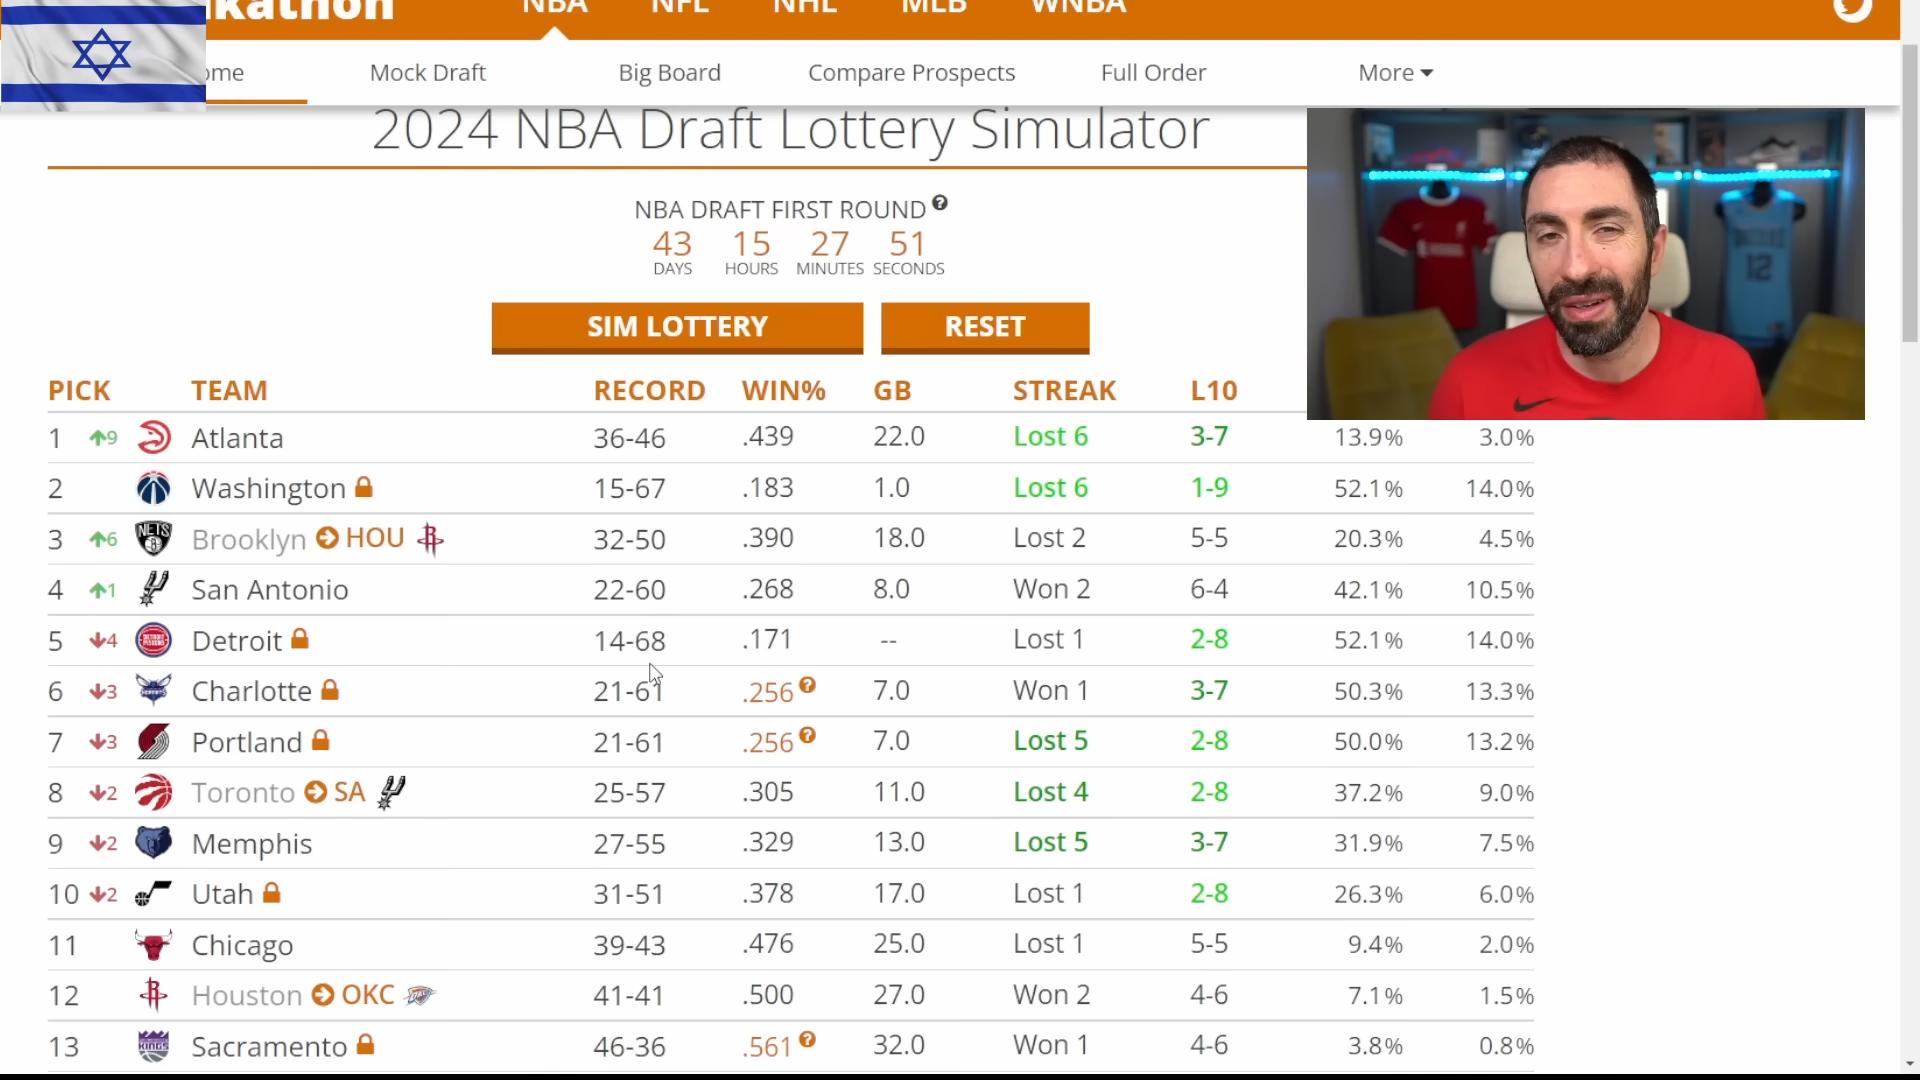 NBA NFL NHL MLB WNBA
Mock Draft Big Board Compare Prospects Full Order More
2024 NBA Draft Lottery Simulator
NBA DRAFT FIRST ROUND ?
43 15 27 51
DAYS HOURS MINUTES SECONDS
SIM LOTTERY RESET
PICK TEAM RECORD WIN% GB STREAK L10
1 9 Atlanta 36-46 .439 22.0 Lost 6 3-7 13.9% 3.0%
2 Washington 15-67 .183 1.0 Lost 6 1-9 52.1% 14.0%
3 6 NETS B Brooklyn HOU R 32-50 .390 18.0 Lost 2 5-5 20.3% 4.5%
4 1 San Antonio 22-60 .268 8.0 Won 2 6-4 42.1% 10.5%
5 4 DETROIT PISTONS Detroit 14-68 .171 -- Lost 1 2-8 52.1% 14.0%
6 3 Charlotte 21-61 .256 ? 7.0 Won 1 3-7 50.3% 13.3%
7 3 Portland 21-61 .256 ? 7.0 Lost 5 2-8 50.0% 13.2%
8 2 Toronto SA 25-57 .305 11.0 Lost 4 2-8 37.2% 9.0%
9 2 Memphis 27-55 .329 13.0 Lost 5 3-7 31.9% 7.5%
10 2 Utah 31-51 .378 17.0 Lost 1 2-8 26.3% 6.0%
11 Chicago 39-43 .476 25.0 Lost 1 5-5 9.4% 2.0%
12 R Houston OKC 41-41 .500 27.0 Won 2 4-6 7.1% 1.5%
13 KINGS Sacramento 46-36 .561 ? 32.0 Won 1 4-6 3.8% 0.8%
12